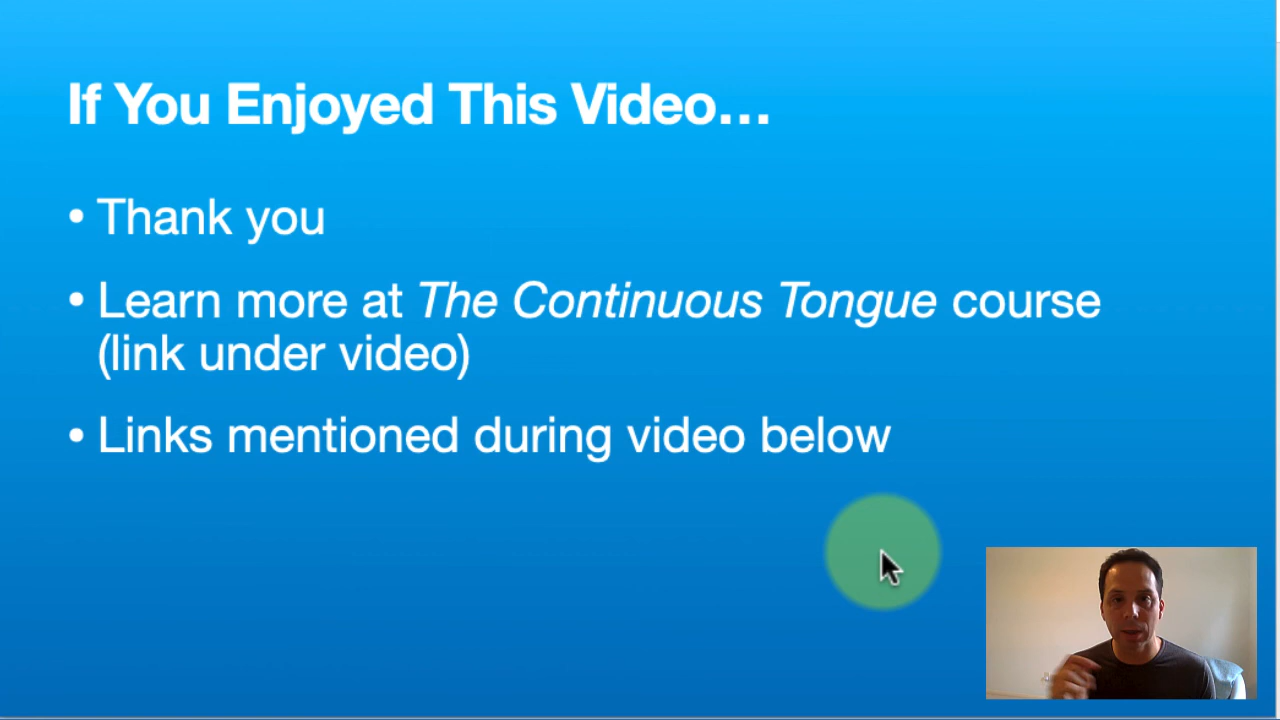 If You Enjoyed This Video…
• Thank you
• Learn more at The Continuous Tongue course
(link under video)
• Links mentioned during video below